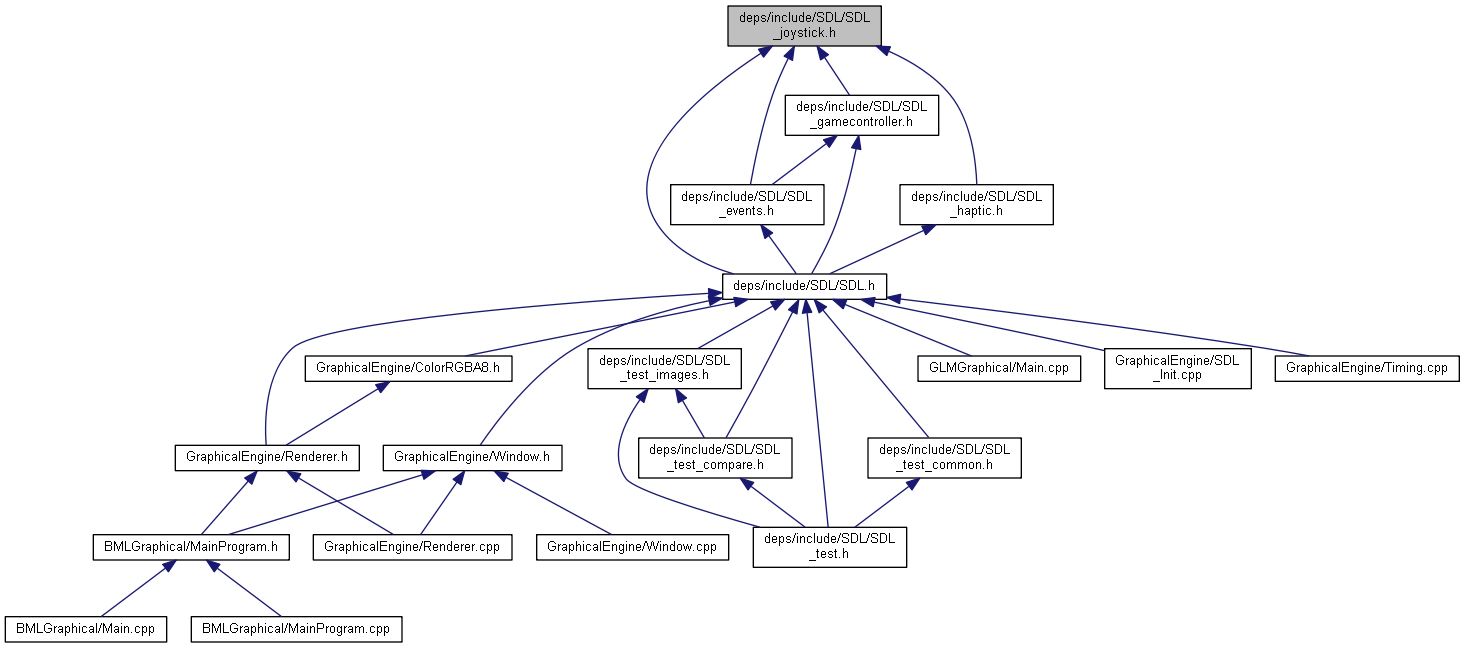 deps/include/SDL/SDL
_joystick.h
deps/include/SDL/SDL
_gamecontroller.h
deps/include/SDL/SDL
_events.h
deps/include/SDL/SDL
_haptic.h
deps/include/SDL/SDL.h
GraphicalEngine/ColorRGBA8.h
deps/include/SDL/SDL
_test_images.h
GLMGraphical/Main.cpp
GraphicalEngine/SDL
_Init.cpp
GraphicalEngine/Timing.cpp
GraphicalEngine/Renderer.h
GraphicalEngine/Window.h
deps/include/SDL/SDL
_test_compare.h
deps/include/SDL/SDL
_test_common.h
BMLGraphical/MainProgram.h
GraphicalEngine/Renderer.cpp
GraphicalEngine/Window.cpp
deps/include/SDL/SDL
_test.h
BMLGraphical/Main.cpp
BMLGraphical/MainProgram.cpp